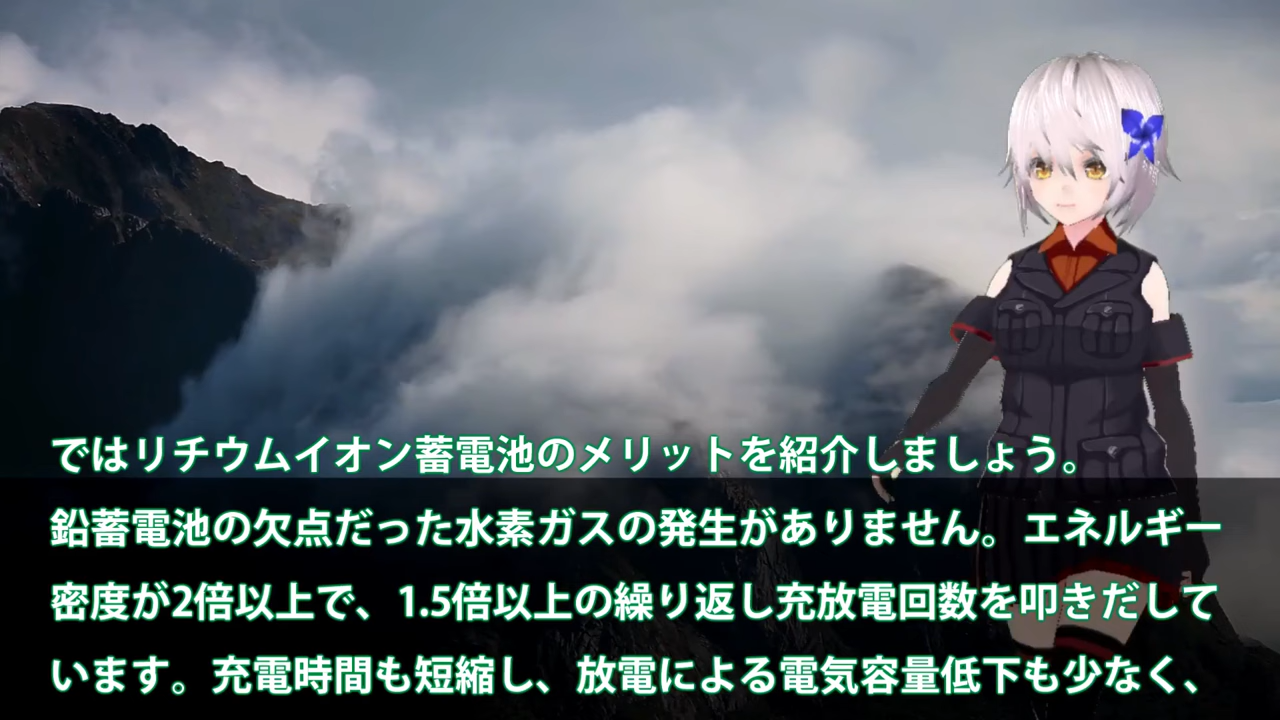 ではリチウムイオン蓄電池のメリットを紹介しましょう。
鉛蓄電池の欠点だった水素ガスの発生がありません。エネルギー
密度が2倍以上で、1.5倍以上の繰り返し充放電回数を叩きだして
います。充電時間も短縮し、放電による電気容量低下も少なく、